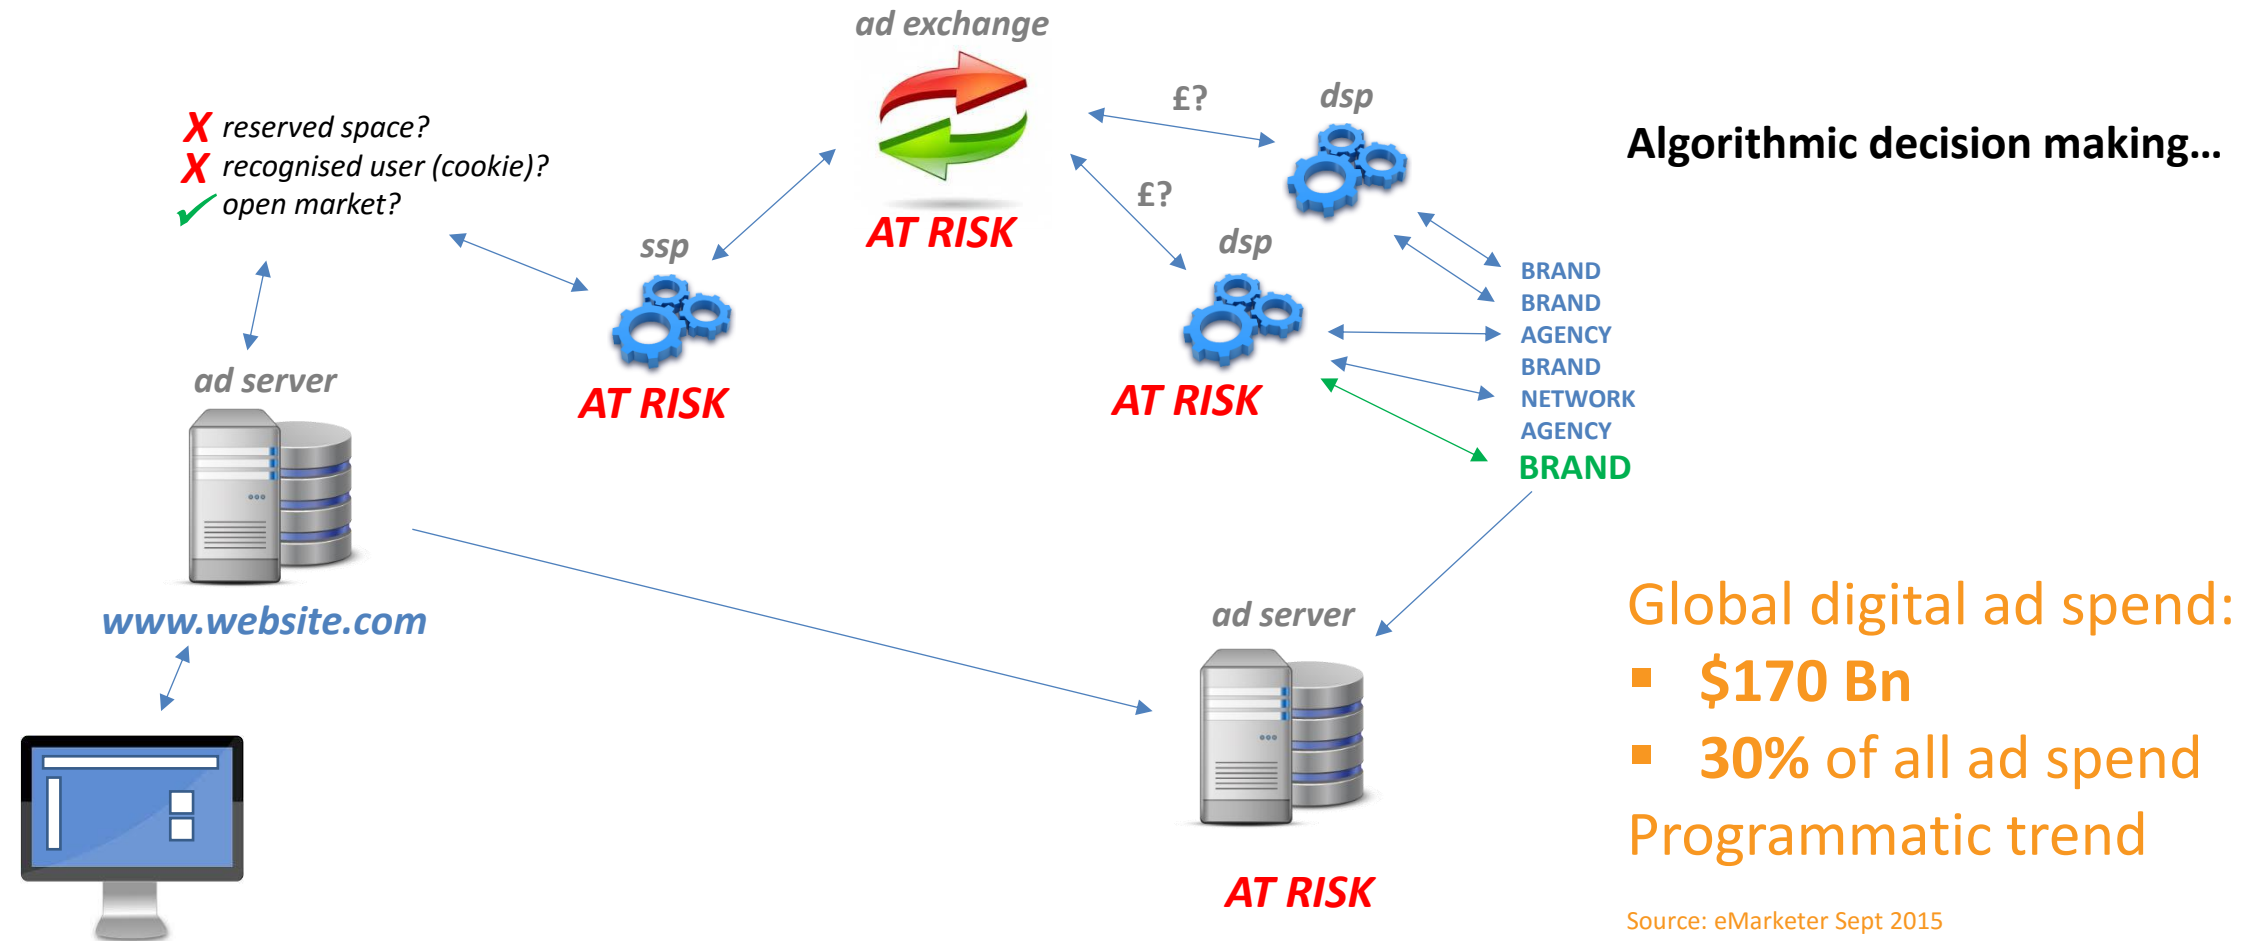 ad exchange
X reserved space?
X recognised user (cookie)?
✓ open market?
£?
dsp
Algorithmic decision making…
£?
AT RISK
ssp
dsp
BRAND
BRAND
AGENCY
BRAND
NETWORK
AGENCY
BRAND
ad server
AT RISK
AT RISK
www.website.com
ad server
AT RISK
Global digital ad spend:
▪ $170 Bn
▪ 30% of all ad spend
Programmatic trend
Source: eMarketer Sept 2015